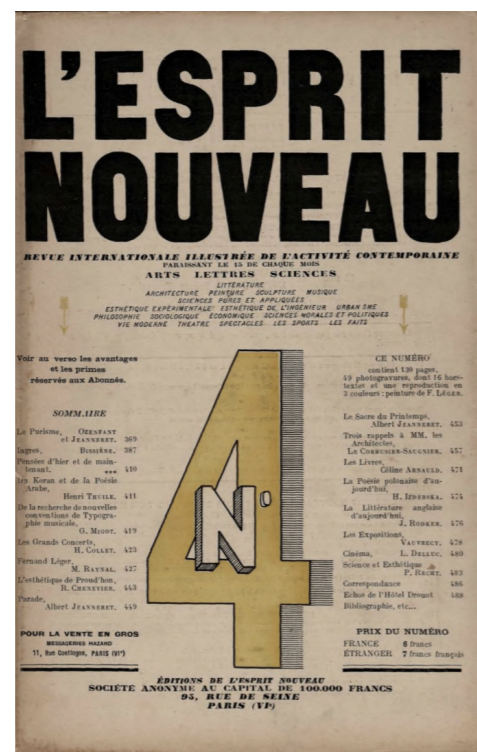 L'ESPRIT
NOUVEAU
REVUE INTERNATIONALE ILLUSTRÉE DE L'ACTIVITÉ CONTEMPORAINE
PARAISSANT LE 15 DE CHAQUE MOIS
ARTS LETTRES SCIENCES
LITTÉRATURE
ARCHITECTURE PEINTURE SCULPTURE MUSIQUE
SCIENCES PURES ET APPLIQUÉES
ESTHÉTIQUE EXPÉRIMENTALE ESTHÉTIQUE DE L'INGÉNIEUR URBANISME
PHILOSOPHIE SOCIOLOGIQUE ÉCONOMIQUE SCIENCES MORALES ET POLITIQUES
VIE MODERNE THEATRE SPECTACLES LES SPORTS LES FAITS
Voir au verso les avantages
et les primes
réservés aux Abonnés.
SOMMAIRE
Le Purisme, OZENFANT
et JEANNERET. 369
Ingres, BISSIÈRE. 387
Pensées d'hier et de main-
tenant. *** 410
Koran et de la Poésie
Arabe,
Henri THUILE. 411
De la recherche de nouvelles
conventions de Typogra-
phie musicale,
G. MIGOT. 419
Les Grands Concerts,
H. COLLET. 423
Fernand Léger,
M. RAYNAL. 427
L'esthétique de Proud'hon,
R. CHENEVIER. 443
Parade,
Albert JEANNERET. 449
N°
4
CE NUMÉRO
contient 130 pages,
49 photogravures, dont 16 hors-
textes et une reproduction en
3 couleurs : peinture de F. LÉGER.
Le Sacre du Printemps,
Albert JEANNERET. 453
Trois rappels à MM. les
Architectes,
LE CORBUSIER-SAUGNIER. 457
Les Livres,
Céline ARNAULD. 471
La Poésie polonaise d'au-
jourd'hui,
H. IZDEBSKA. 474
La Littérature anglaise
d'aujourd'hui,
J. RODKER. 476
Les Expositions,
VAUVRECY. 478
Cinéma, L. DELLUC. 480
Science et Esthétique
P. RECHT. 483
Correspondance 486
Echos de l'Hôtel Drouot 488
Bibliographie, etc...
POUR LA VENTE EN GROS
MESSAGERIES HAZARD
11, Rue Coëtlogon, PARIS (VIᵉ)
PRIX DU NUMÉRO
FRANCE 6 francs
ÉTRANGER 7 francs français
ÉDITIONS DE L'ESPRIT NOUVEAU
SOCIÉTÉ ANONYME AU CAPITAL DE 100.000 FRANCS
95, RUE DE SEINE
PARIS (VIᵉ)